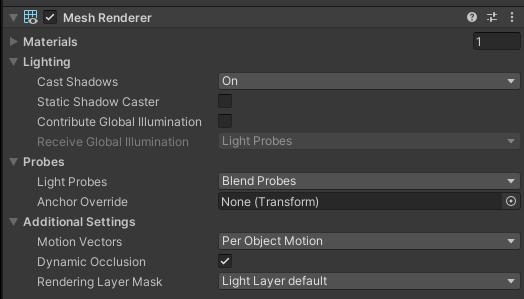 Mesh Renderer
Materials 1
Lighting
Cast Shadows On
Static Shadow Caster
Contribute Global Illumination
Receive Global Illumination Light Probes
Probes
Light Probes Blend Probes
Anchor Override None (Transform)
Additional Settings
Motion Vectors Per Object Motion
Dynamic Occlusion
Rendering Layer Mask Light Layer default